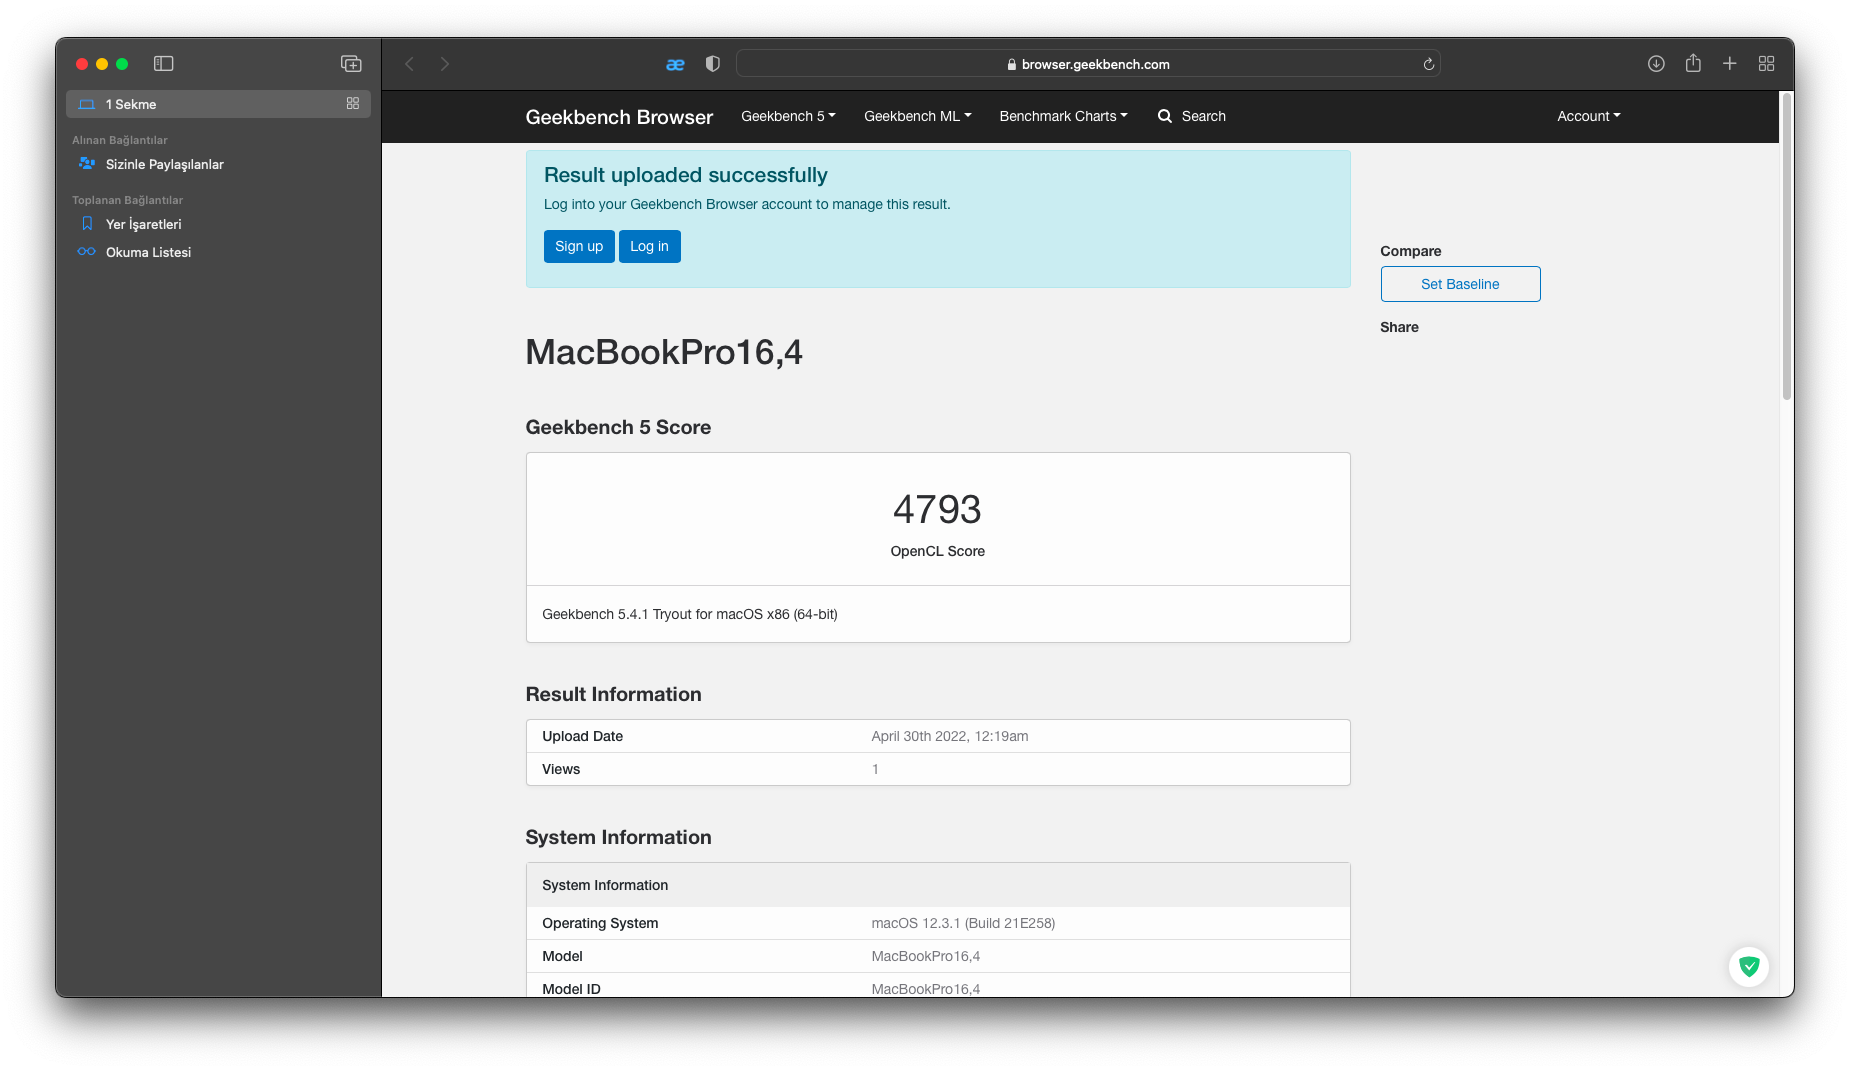 1 Sekme
Alınan Bağlantılar
Sizinle Paylaşılanlar
Toplanan Bağlantılar
Yer İşaretleri
Okuma Listesi
æ
browser.geekbench.com
Geekbench Browser Geekbench 5 Geekbench ML Benchmark Charts Search Account
Result uploaded successfully
Log into your Geekbench Browser account to manage this result.
Sign up Log in
Compare
Set Baseline
Share
MacBookPro16,4
Geekbench 5 Score
4793
OpenCL Score
Geekbench 5.4.1 Tryout for macOS x86 (64-bit)
Result Information
Upload Date April 30th 2022, 12:19am
Views 1
System Information
System Information
Operating System macOS 12.3.1 (Build 21E258)
Model MacBookPro16,4
Model ID MacBookPro16,4